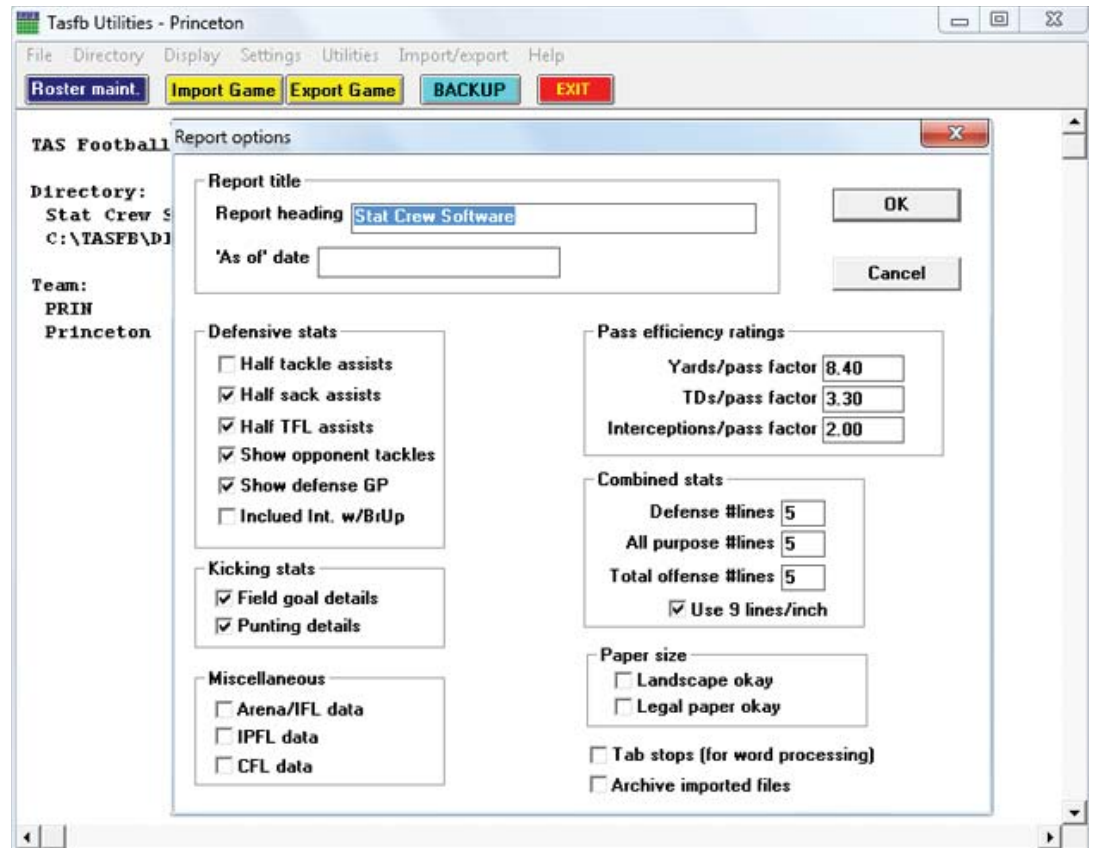 Tasfb Utilities - Princeton
File Directory Display Settings Utilities Import/export Help
Roster maint. Import Game Export Game BACKUP EXIT
TAS Football
Directory:
Stat Crew S
C:\TASFB\DI
Team:
PRIN
Princeton
Report options
Report title
Report heading Stat Crew Software
'As of' date
OK
Cancel
Defensive stats
Half tackle assists
Half sack assists
Half TFL assists
Show opponent tackles
Show defense GP
Inclued Int. w/BrUp
Kicking stats
Field goal details
Punting details
Miscellaneous
Arena/IFL data
IPFL data
CFL data
Pass efficiency ratings
Yards/pass factor 8.40
TDs/pass factor 3.30
Interceptions/pass factor 2.00
Combined stats
Defense #lines 5
All purpose #lines 5
Total offense #lines 5
Use 9 lines/inch
Paper size
Landscape okay
Legal paper okay
Tab stops (for word processing)
Archive imported files